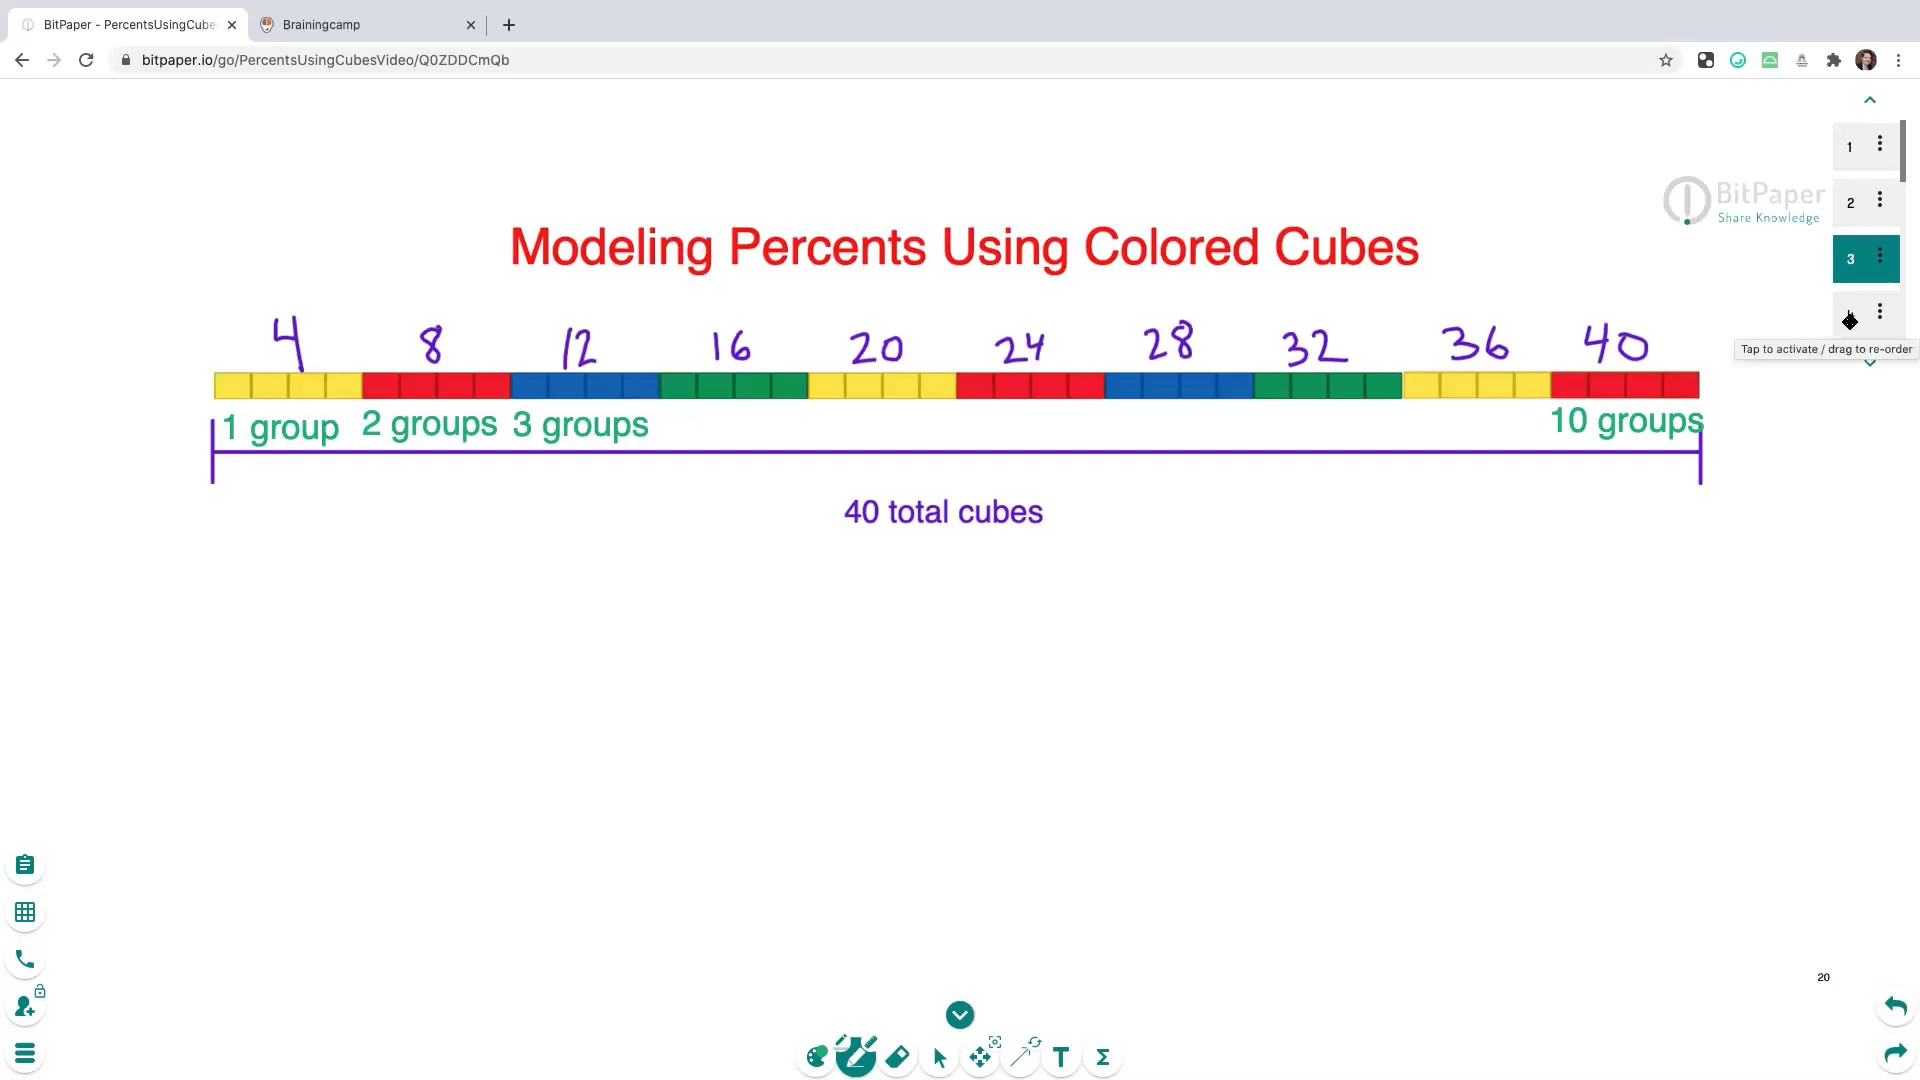 BitPaper - PercentsUsingCube
Brainingcamp
bitpaper.io/go/PercentsUsingCubesVideo/Q0ZDDCmQb
1
BitPaper
Share Knowledge
2
Modeling Percents Using Colored Cubes
3
4 8 12 16 20 24 28 32 36 40
Tap to activate / drag to re-order
1 group 2 groups 3 groups 10 groups
40 total cubes
20
T
Σ